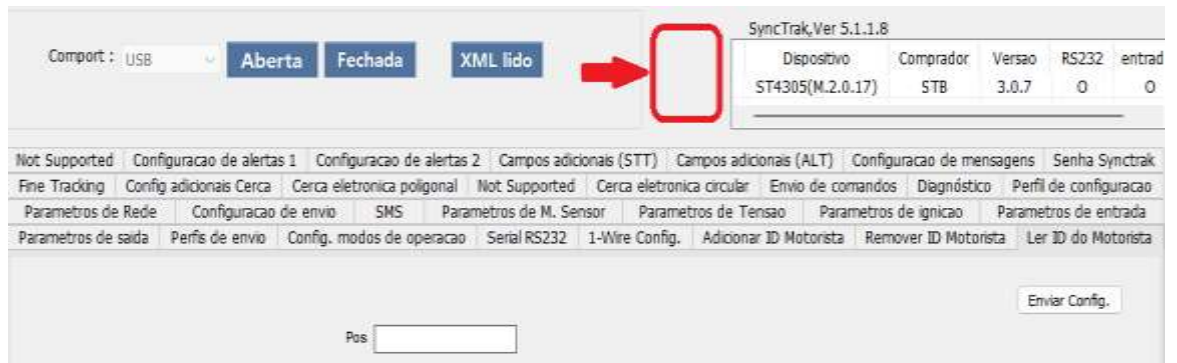 SyncTrak,Ver 5.1.1.8
Comport : USB Aberta Fechada XML lido
Dispositivo Comprador Versao RS232 entrad
ST4305(M.2.0.17) STB 3.0.7 O O
Not Supported Configuracao de alertas 1 Configuracao de alertas 2 Campos adicionais (STT) Campos adicionais (ALT) Configuracao de mensagens Senha Synctrak
Fine Tracking Config adicionais Cerca Cerca eletronica poligonal Not Supported Cerca eletronica circular Envio de comandos Diagnóstico Perfil de configuracao
Parametros de Rede Configuracao de envio SMS Parametros de M. Sensor Parametros de Tensao Parametros de ignicao Parametros de entrada
Parametros de saida Perfis de envio Config. modos de operacao Serial RS232 1-Wire Config. Adicionar ID Motorista Remover ID Motorista Ler ID do Motorista
Enviar Config.
Pos